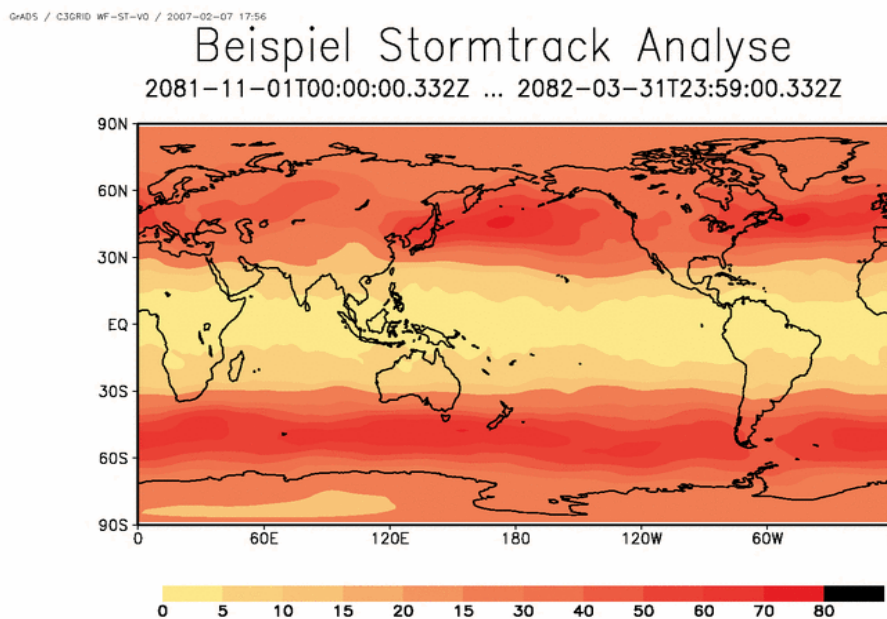 GrADS / C3GRID WF-ST-VO / 2007-02-07 17:56
Beispiel Stormtrack Analyse
2081-11-01T00:00:00.332Z ... 2082-03-31T23:59:00.332Z
90N
60N
30N
EQ
30S
60S
90S
0 60E 120E 180 120W 60W
0 5 10 15 20 15 30 40 50 60 70 80